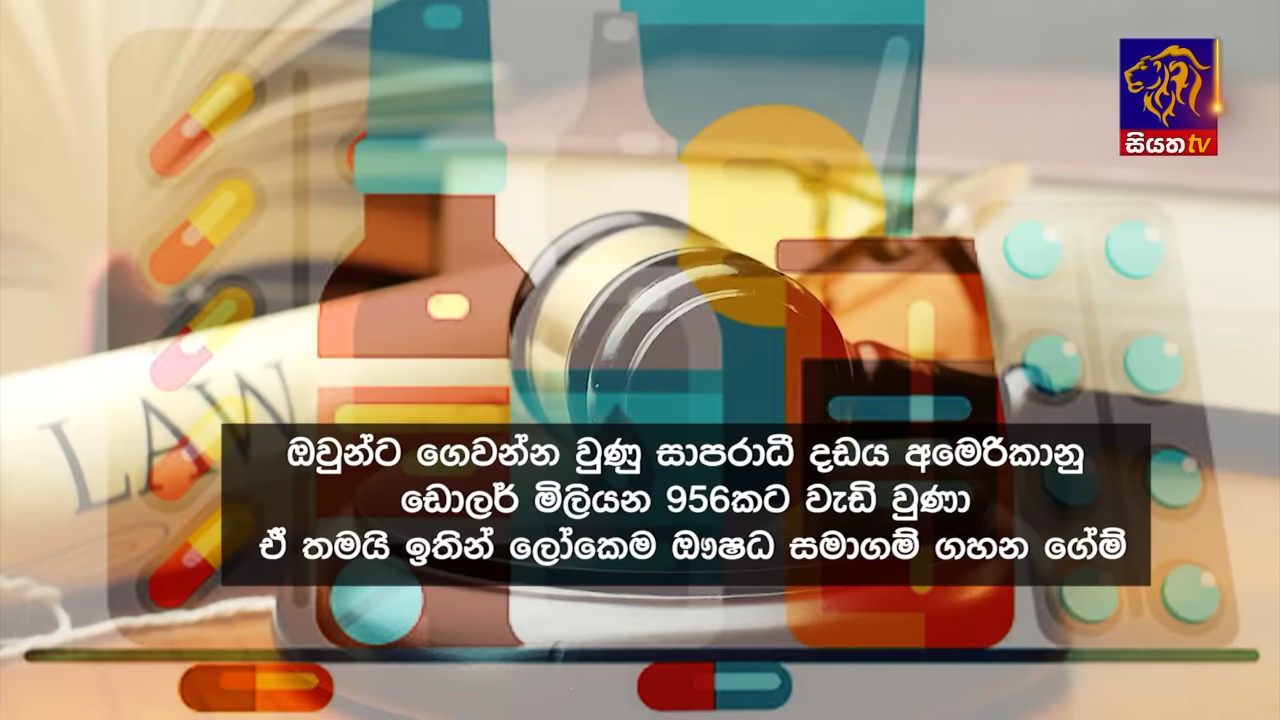 සියත tv
LAW
ඔවුන්ට ගෙවන්න වුණු සාපරාධී දඩය අමෙරිකානු
ඩොලර් මිලියන 956කට වැඩි වුණා
ඒ තමයි ඉතින් ලෝකෙම ඖෂධ සමාගම් ගහන ගේම්